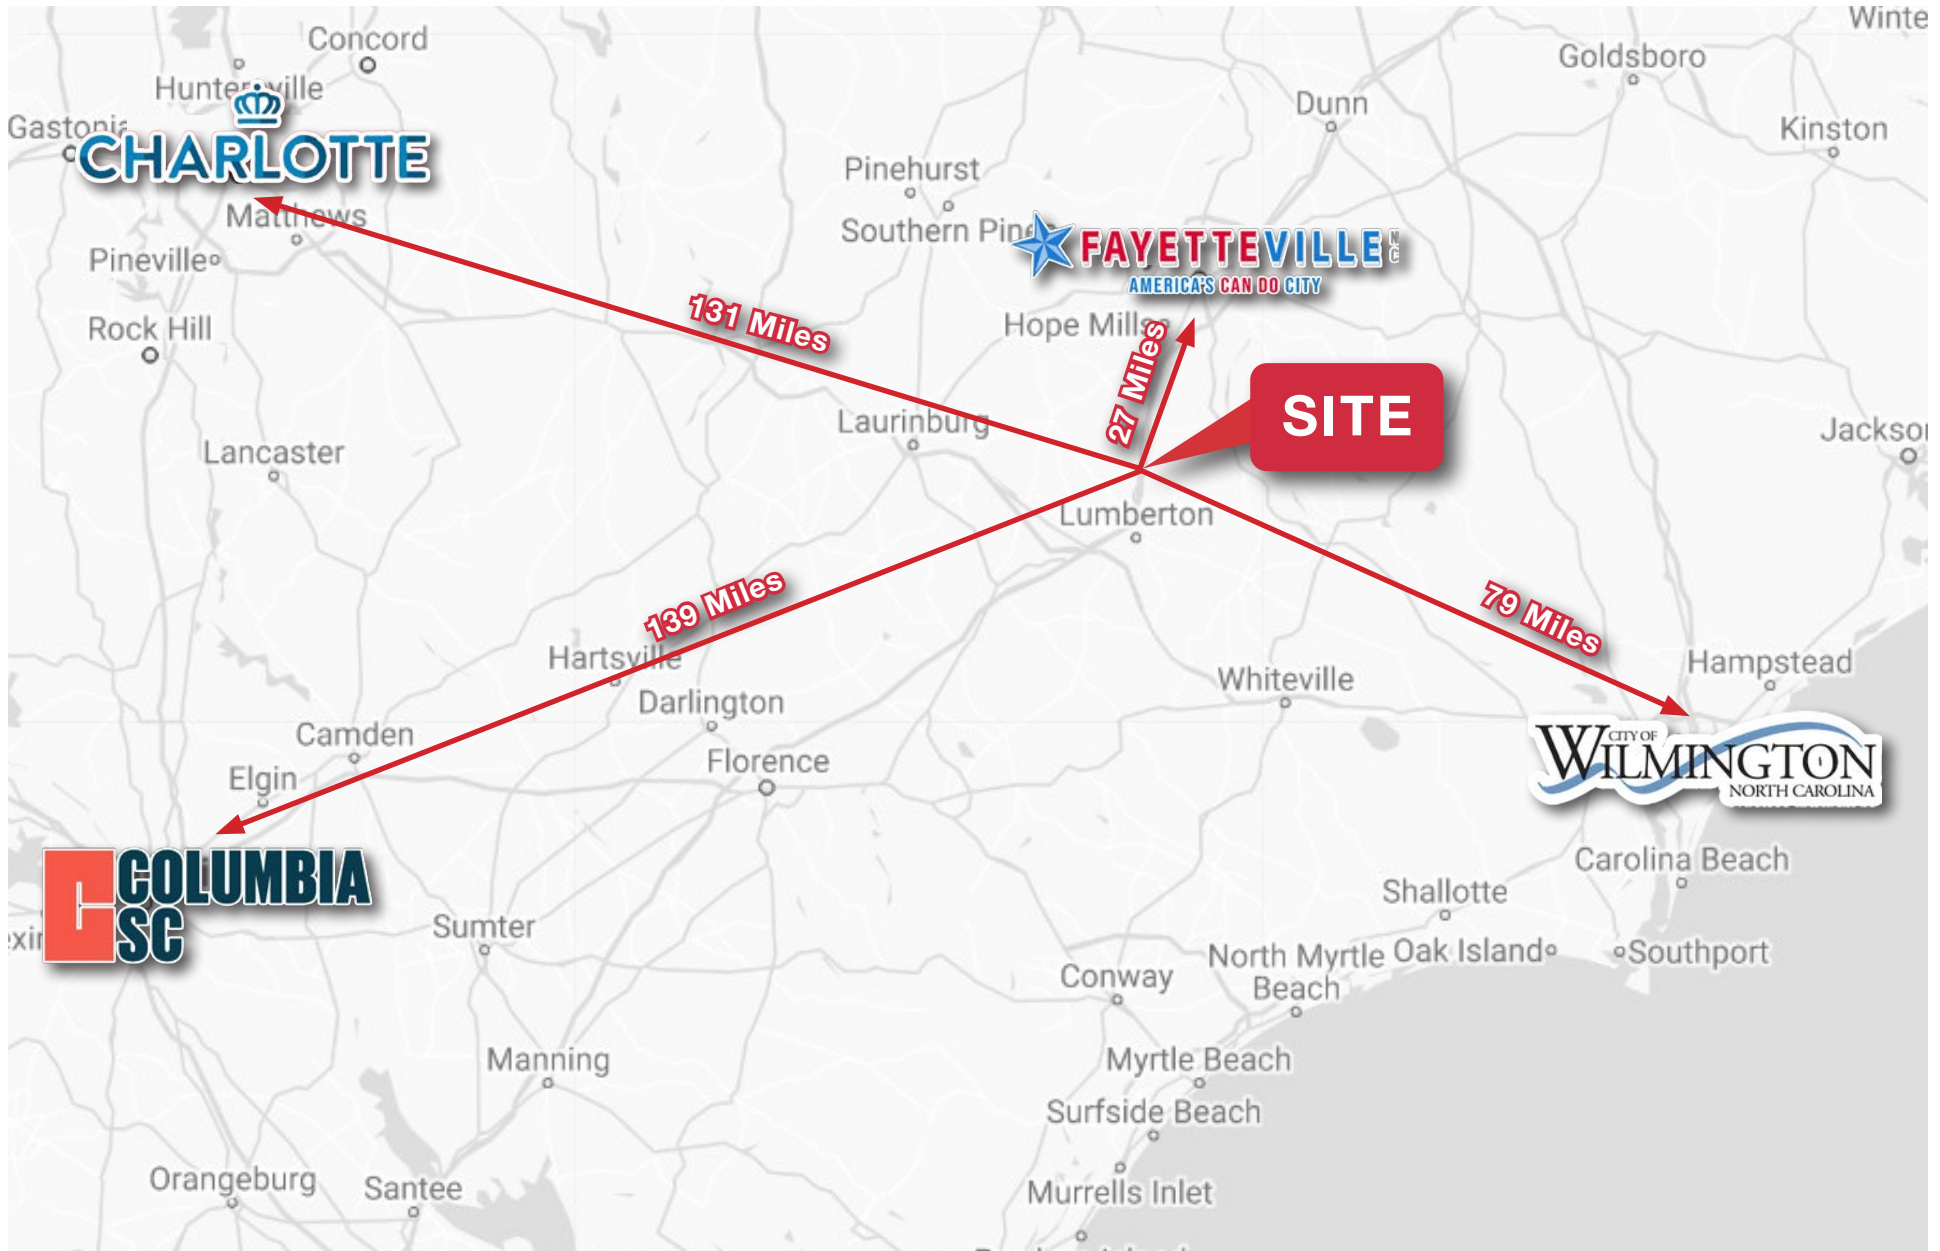 Winte
Concord
Goldsboro
Huntersville
Dunn
Gastonia
CHARLOTTE
Kinston
Pinehurst
Matthews
Southern Pine
FAYETTEVILLE
AMERICA'S CAN DO CITY
Pineville
131 Miles
Hope Mills
27 Miles
Rock Hill
SITE
Laurinburg
Jackso
Lancaster
Lumberton
139 Miles
79 Miles
Hartsville
Hampstead
Whiteville
Darlington
Camden
CITY OF
WILMINGTON
NORTH CAROLINA
Florence
Elgin
COLUMBIA
SC
Carolina Beach
Shallotte
Sumter
exin
North Myrtle
Beach
Oak Island
Southport
Conway
Manning
Myrtle Beach
Surfside Beach
Orangeburg
Santee
Murrells Inlet